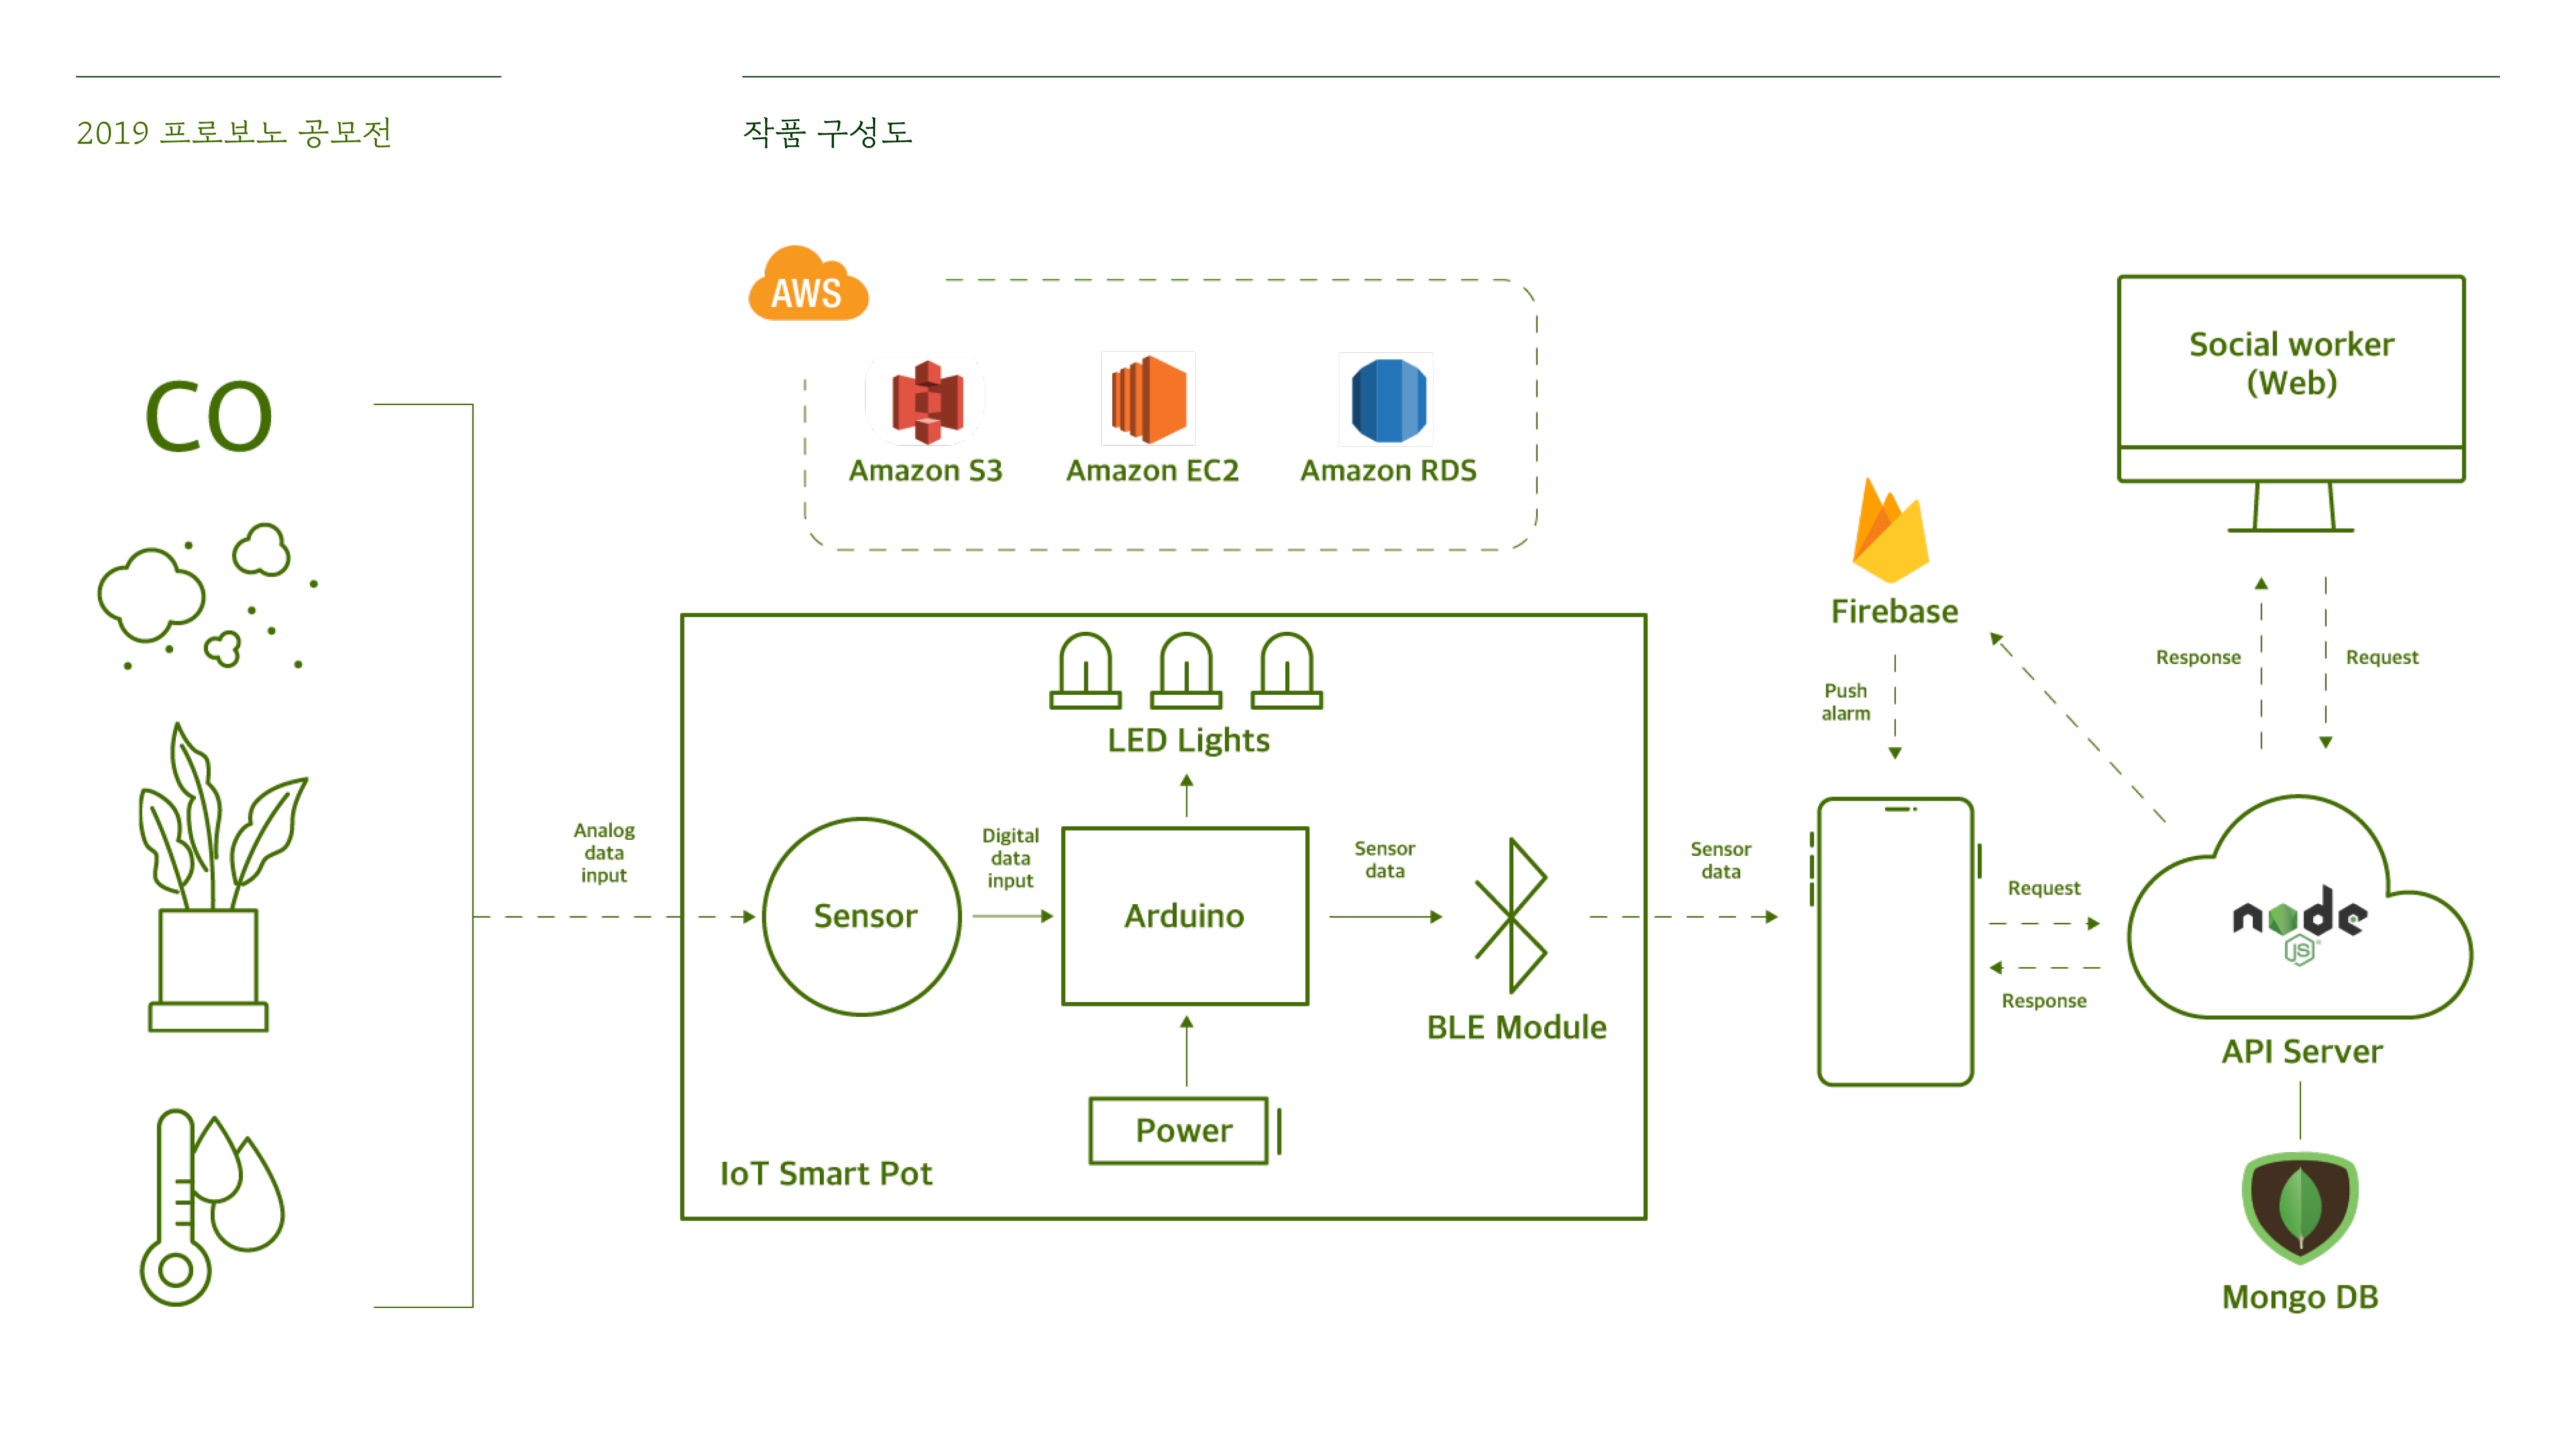 2019 프로보노 공모전
작품 구성도
AWS
Amazon S3
Amazon EC2
Amazon RDS
CO
Social worker
(Web)
Firebase
Push
alarm
Response
Request
LED Lights
Analog
data
input
Sensor
Digital
data
input
Arduino
Sensor
data
BLE Module
Sensor
data
Request
Response
node
JS
API Server
Power
IoT Smart Pot
Mongo DB